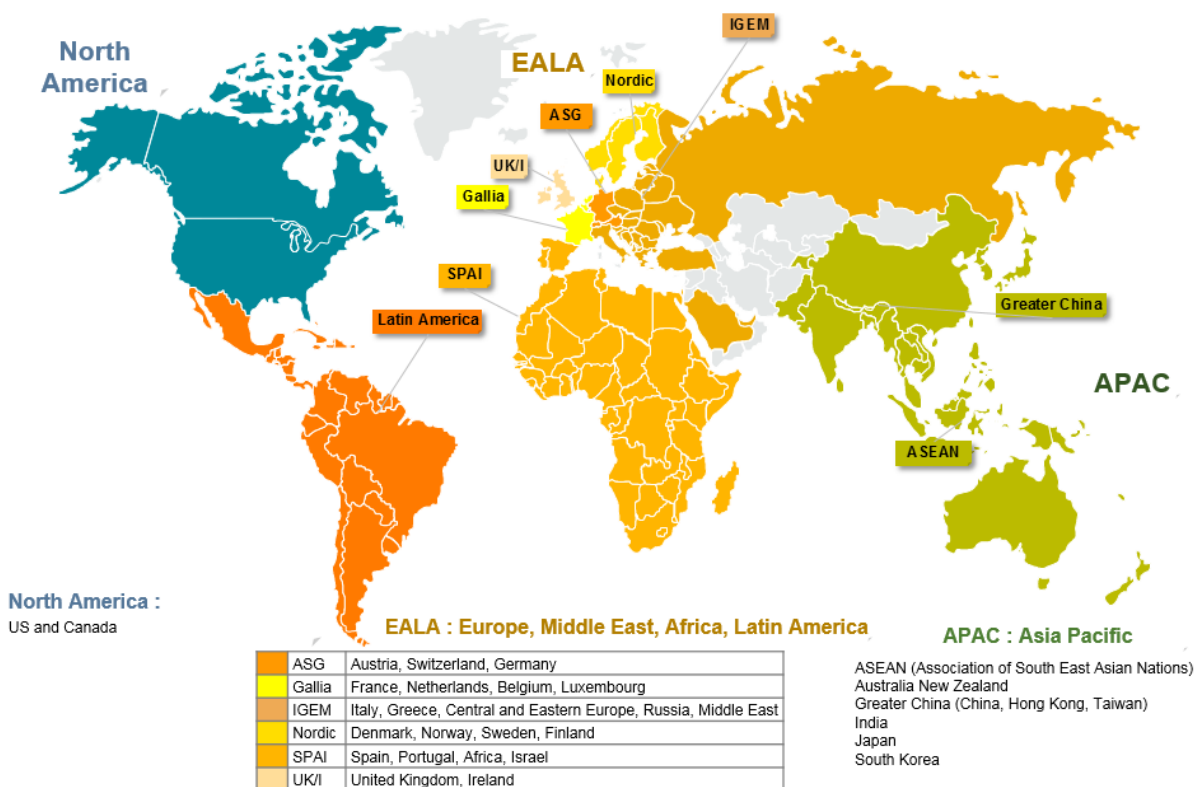 IGEM
North
America
EALA
Nordic
ASG
UK/I
Gallia
SPAI
Greater China
Latin America
APAC
ASEAN
North America :
US and Canada
EALA : Europe, Middle East, Africa, Latin America
ASG Austria, Switzerland, Germany
Gallia France, Netherlands, Belgium, Luxembourg
IGEM Italy, Greece, Central and Eastern Europe, Russia, Middle East
Nordic Denmark, Norway, Sweden, Finland
SPAI Spain, Portugal, Africa, Israel
UK/I United Kingdom, Ireland
APAC : Asia Pacific
ASEAN (Association of South East Asian Nations)
Australia New Zealand
Greater China (China, Hong Kong, Taiwan)
India
Japan
South Korea